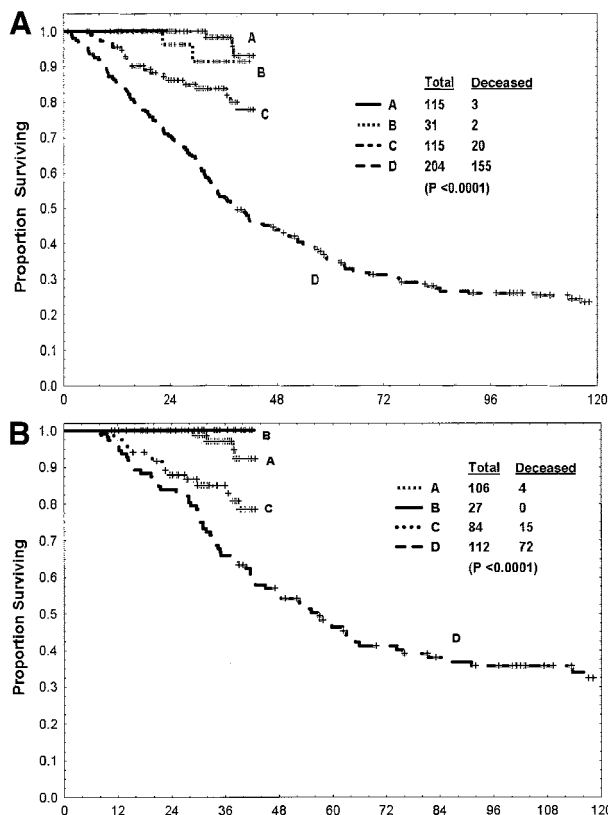 A
Proportion Surviving
1.0
0.9
0.8
0.7
0.6
0.5
0.4
0.3
0.2
0.1
0.0
0 24 48 72 96 120
A
B
C
D
Total Deceased
A 115 3
B 31 2
C 115 20
D 204 155
(P <0.0001)
B
Proportion Surviving
1.0
0.9
0.8
0.7
0.6
0.5
0.4
0.3
0.2
0.1
0.0
0 12 24 36 48 60 72 84 96 108 120
B
A
C
D
Total Deceased
A 106 4
B 27 0
C 84 15
D 112 72
(P <0.0001)